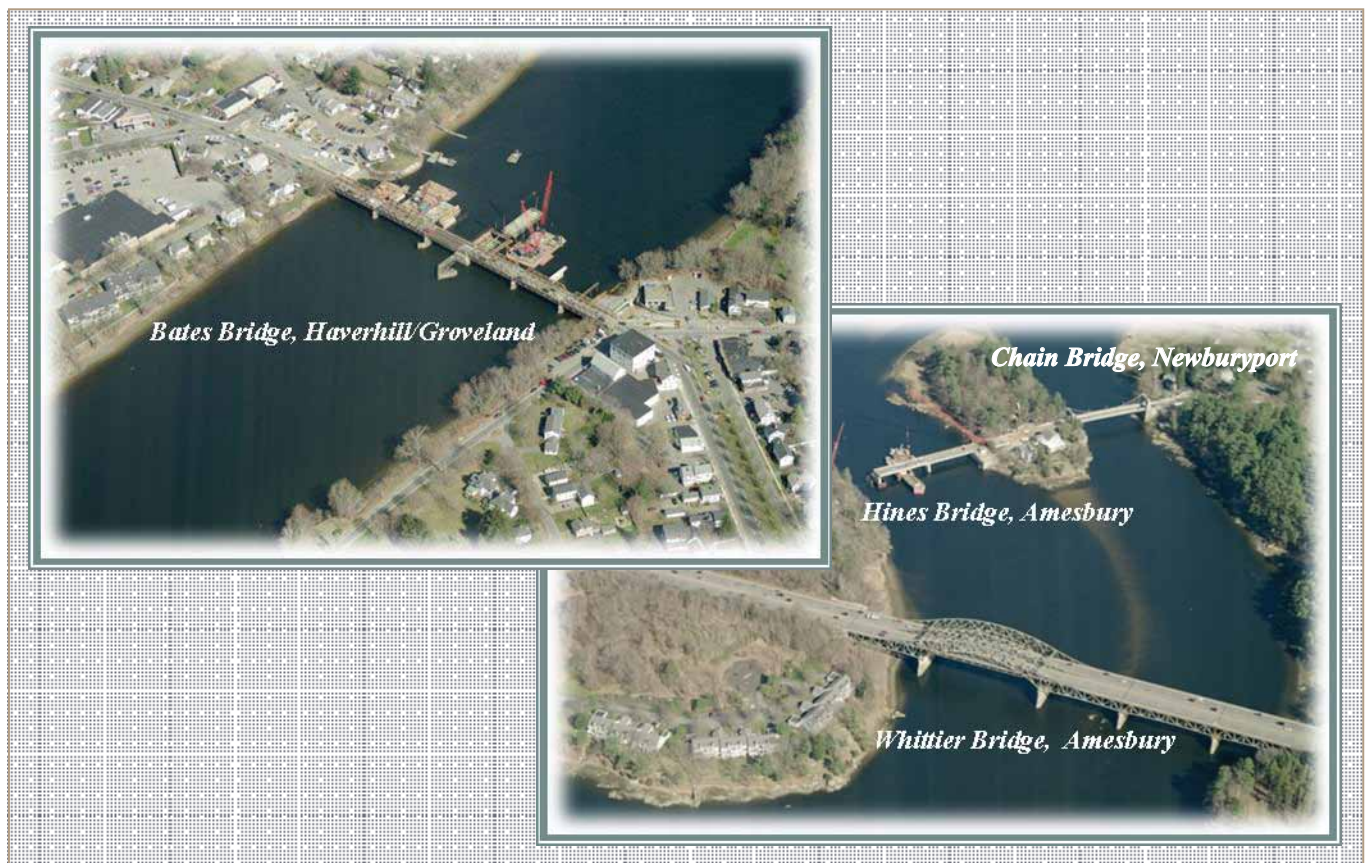 Bates Bridge, Haverhill/Groveland
Chain Bridge, Newburyport
Hines Bridge, Amesbury
Whittier Bridge, Amesbury